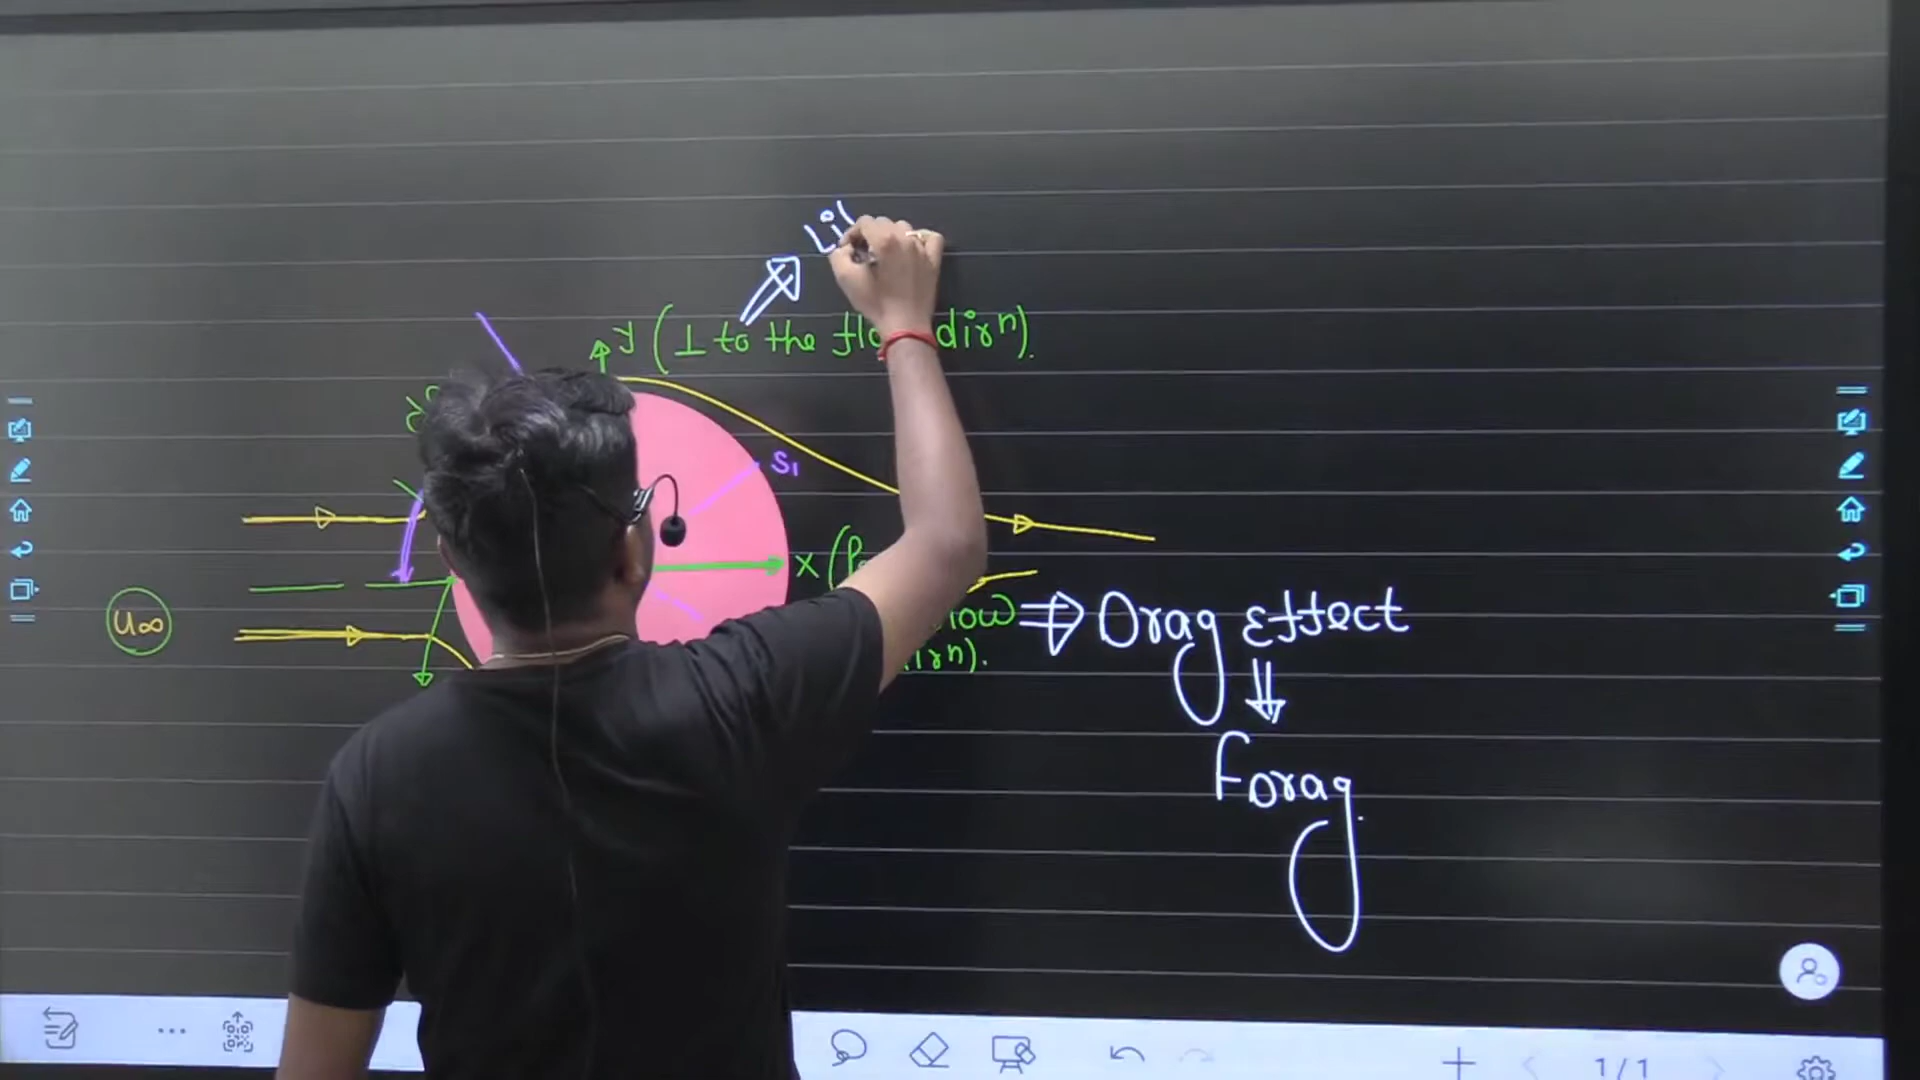 Li
y (⊥ to the flo dirⁿ).
S₁
x (P
U∞
low ⇒ Drag Effect
irⁿ).
FDrag
1/1